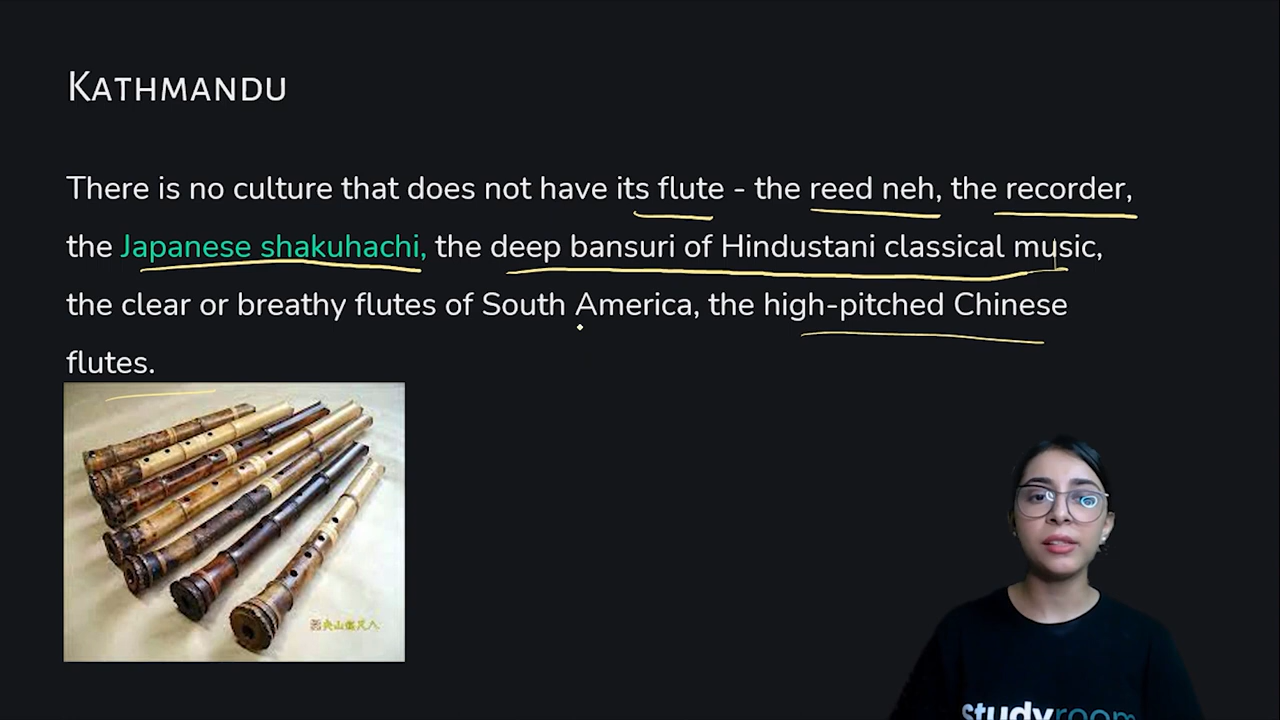 KATHMANDU
There is no culture that does not have its flute - the reed neh, the recorder,
the Japanese shakuhachi, the deep bansuri of Hindustani classical music,
the clear or breathy flutes of South America, the high-pitched Chinese
flutes.
studyroom